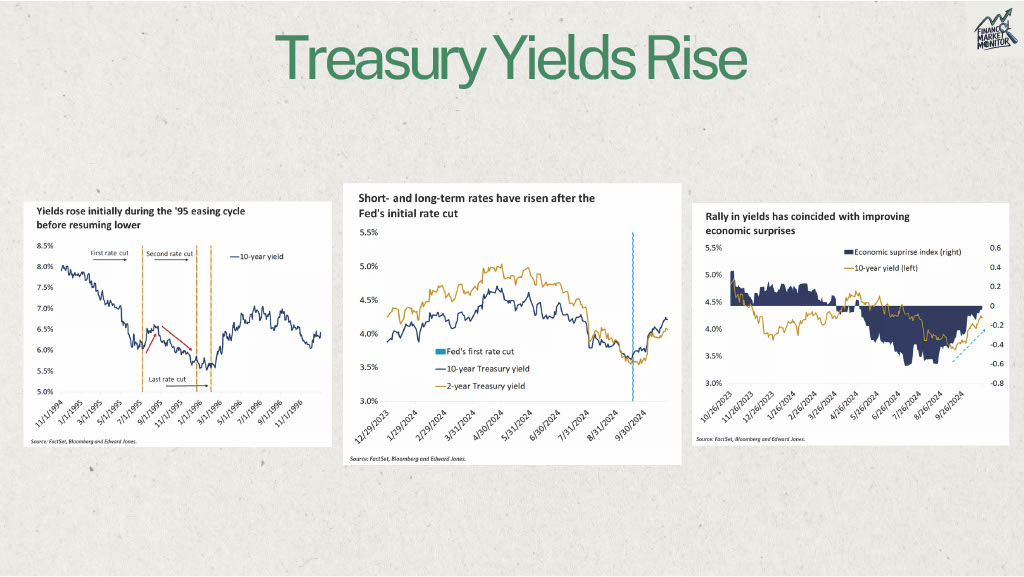 Treasury Yields Rise
FINANCIAL
MARKET
MONITOR
Yields rose initially during the '95 easing cycle
before resuming lower
8.5%
8.0%
7.5%
7.0%
6.5%
6.0%
5.5%
5.0%
First rate cut
Second rate cut
10-year yield
Last rate cut
11/1/1994
1/1/1995
3/1/1995
5/1/1995
7/1/1995
9/1/1995
11/1/1995
1/1/1996
3/1/1996
5/1/1996
7/1/1996
9/1/1996
11/1/1996
Source: FactSet, Bloomberg and Edward Jones.
Short- and long-term rates have risen after the
Fed's initial rate cut
5.5%
5.0%
4.5%
4.0%
3.5%
3.0%
Fed's first rate cut
10-year Treasury yield
2-year Treasury yield
12/29/2023
1/29/2024
2/29/2024
3/31/2024
4/30/2024
5/31/2024
6/30/2024
7/31/2024
8/31/2024
9/30/2024
Source: FactSet, Bloomberg and Edward Jones.
Rally in yields has coincided with improving
economic surprises
5.5%
5.0%
4.5%
4.0%
3.5%
3.0%
Economic suprirse index (right)
10-year yield (left)
0.6
0.4
0.2
0
-0.2
-0.4
-0.6
-0.8
10/26/2023
11/26/2023
12/26/2023
1/26/2024
2/26/2024
3/26/2024
4/26/2024
5/26/2024
6/26/2024
7/26/2024
8/26/2024
9/26/2024
Source: FactSet, Bloomberg and Edward Jones.